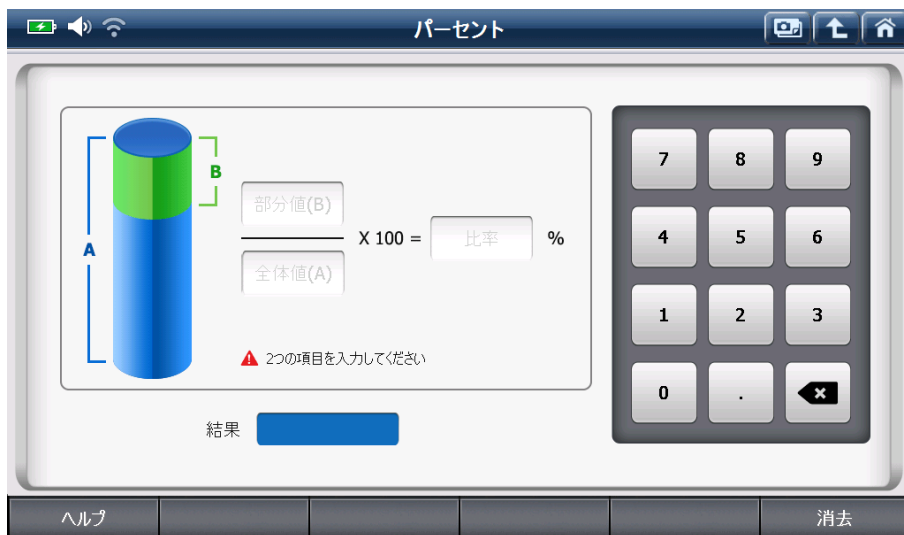 パーセント
A
B
部分値(B)
全体値(A)
X 100 =
比率
%
2つの項目を入力してください
結果
7 8 9
4 5 6
1 2 3
0 .
ヘルプ
消去